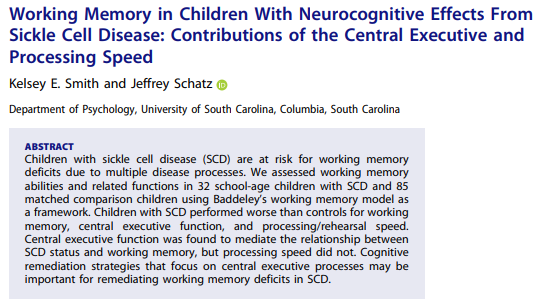 Working Memory in Children With Neurocognitive Effects From
Sickle Cell Disease: Contributions of the Central Executive and
Processing Speed
Kelsey E. Smith and Jeffrey Schatz
Department of Psychology, University of South Carolina, Columbia, South Carolina
ABSTRACT
Children with sickle cell disease (SCD) are at risk for working memory
deficits due to multiple disease processes. We assessed working memory
abilities and related functions in 32 school-age children with SCD and 85
matched comparison children using Baddeley's working memory model as
a framework. Children with SCD performed worse than controls for working
memory, central executive function, and processing/rehearsal speed.
Central executive function was found to mediate the relationship between
SCD status and working memory, but processing speed did not. Cognitive
remediation strategies that focus on central executive processes may be
important for remediating working memory deficits in SCD.